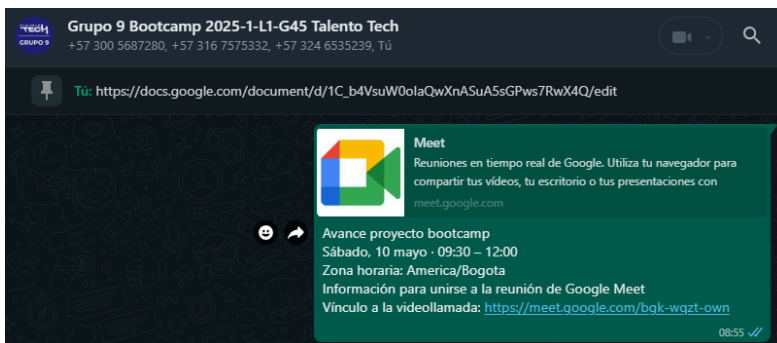 TECH
GRUPO 9
Grupo 9 Bootcamp 2025-1-L1-G45 Talento Tech
+57 300 5687280, +57 316 7575332, +57 324 6535239, Tú
Tú: https://docs.google.com/document/d/1C_b4VsuW0oIaQwXnASuA5sGPws7RwX4Q/edit
Meet
Reuniones en tiempo real de Google. Utiliza tu navegador para
compartir tus vídeos, tu escritorio o tus presentaciones con
meet.google.com
Avance proyecto bootcamp
Sábado, 10 mayo · 09:30 – 12:00
Zona horaria: America/Bogota
Información para unirse a la reunión de Google Meet
Vínculo a la videollamada: https://meet.google.com/bgk-wqzt-own
08:55